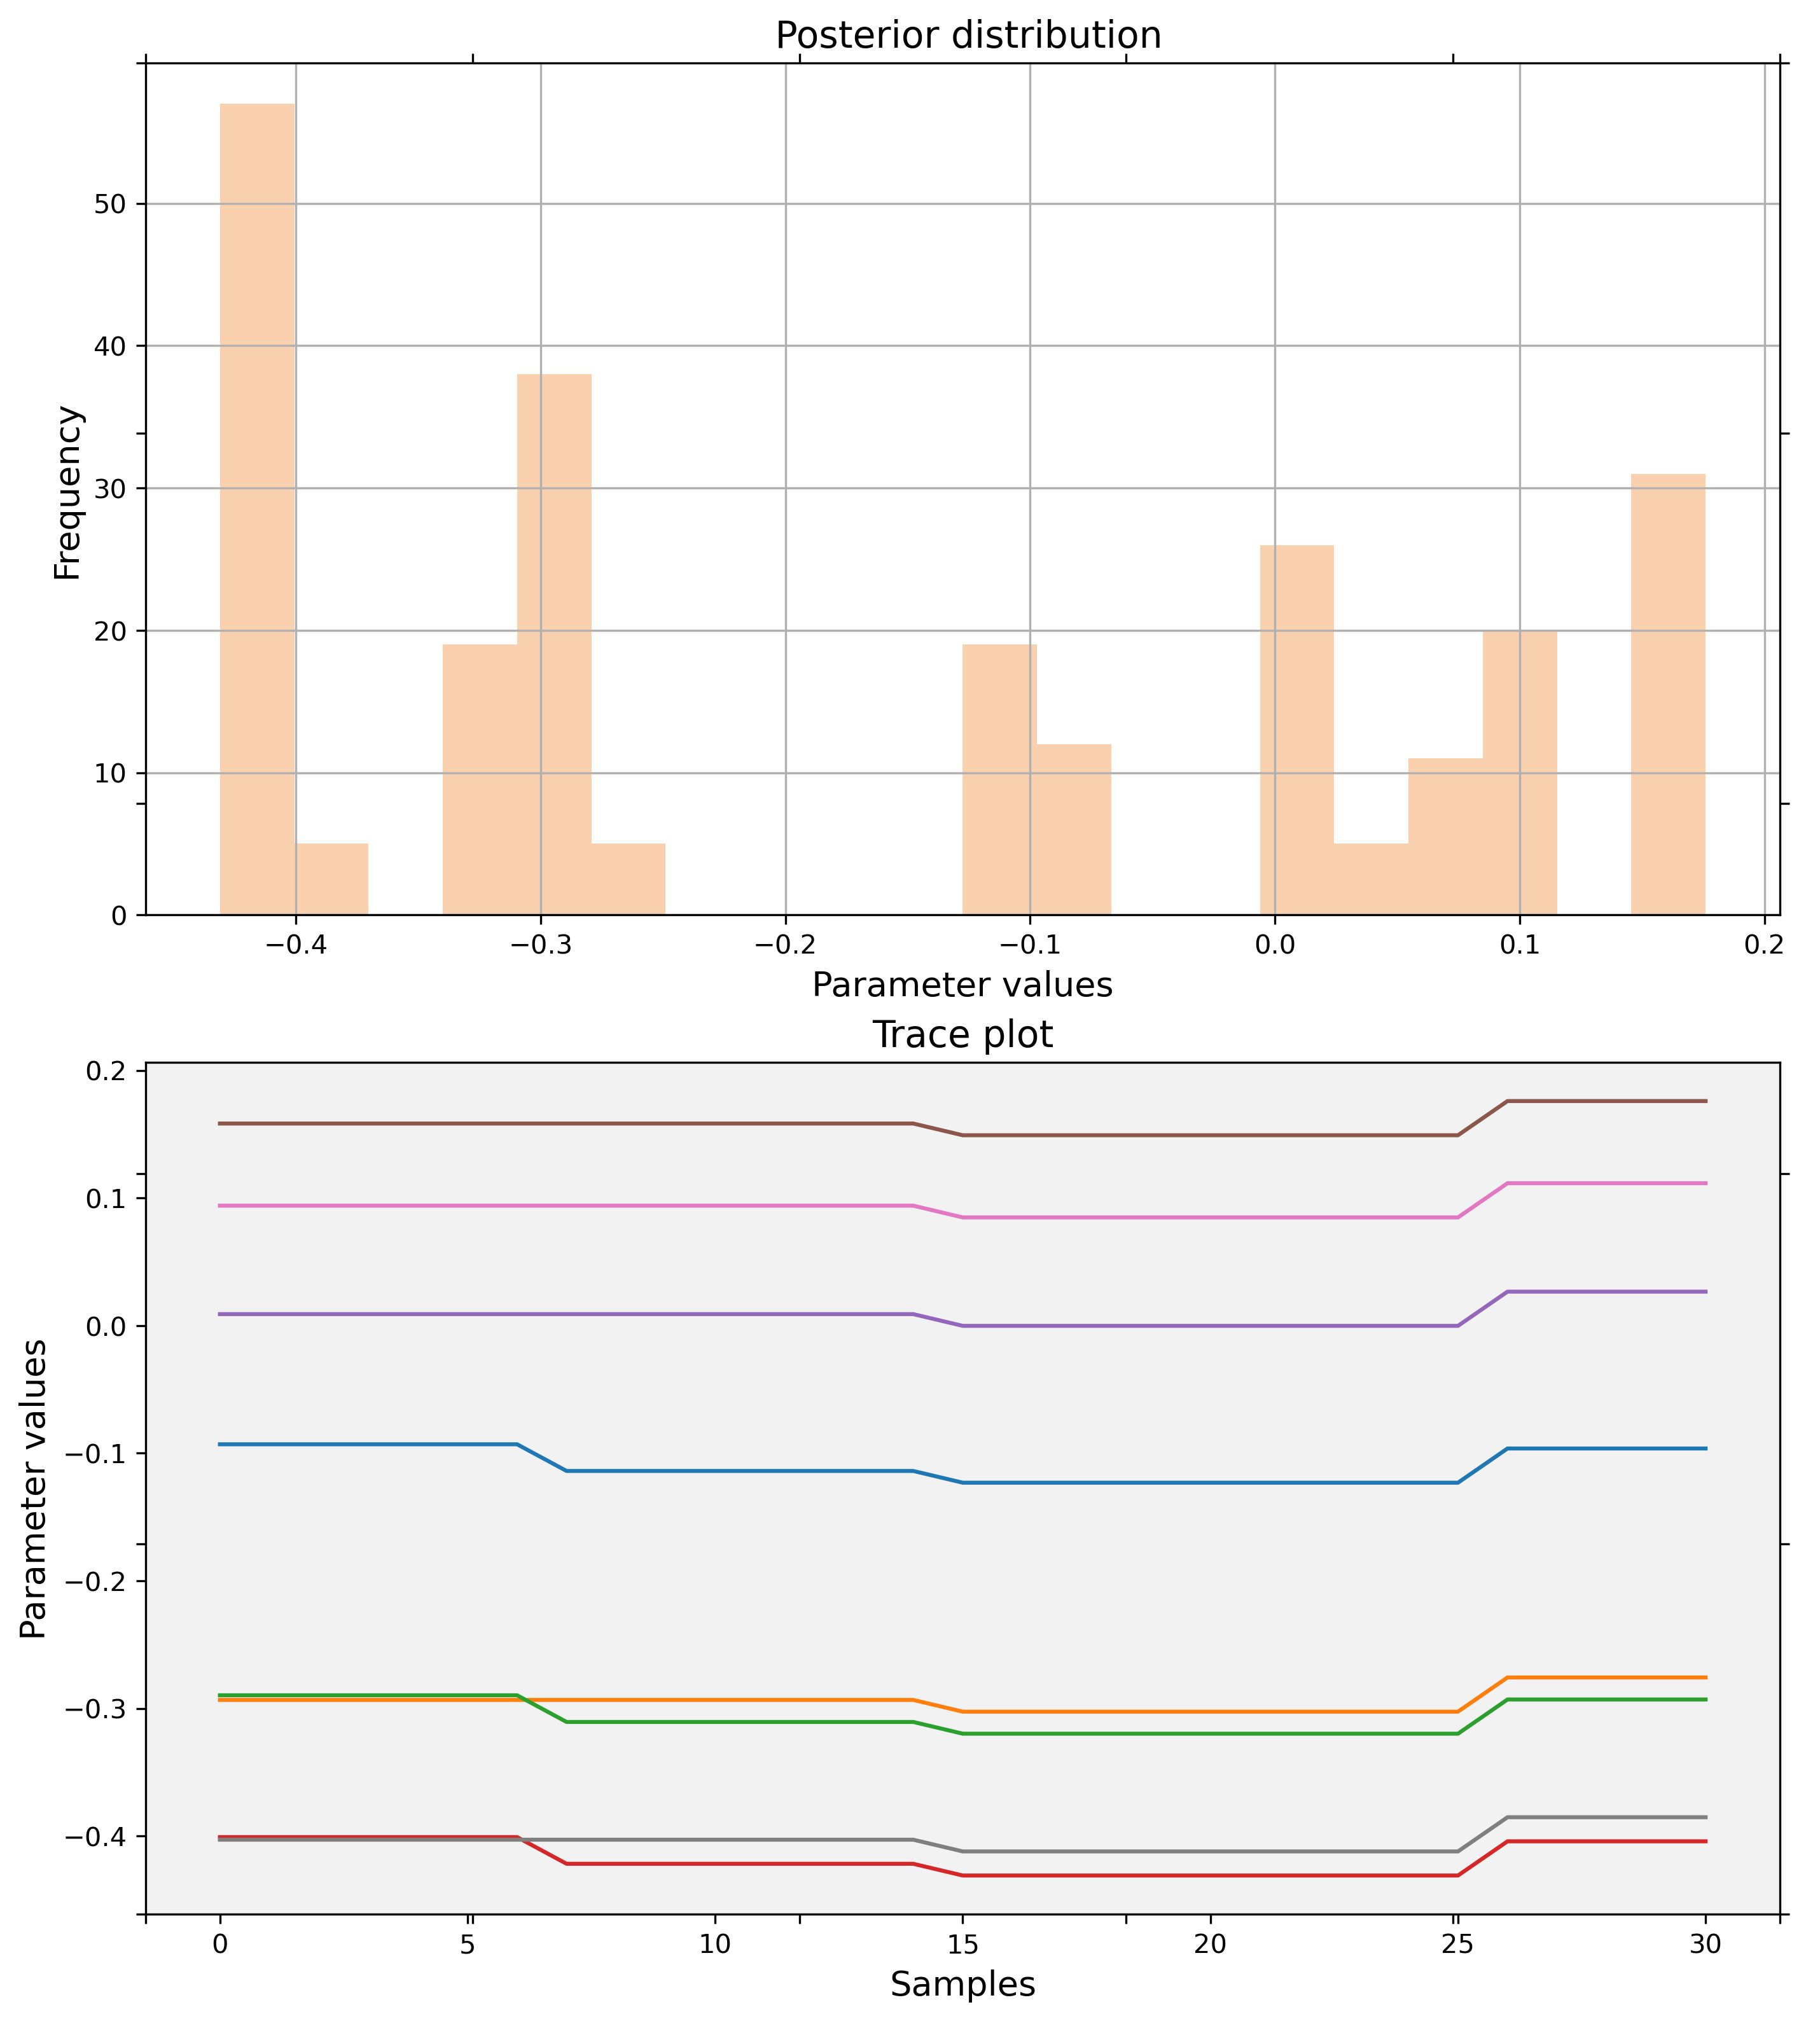 Posterior distribution
50
40
30
20
10
0
Frequency
−0.4 −0.3 −0.2 −0.1 0.0 0.1 0.2
Parameter values
Trace plot
0.2
0.1
0.0
−0.1
−0.2
−0.3
−0.4
Parameter values
0 5 10 15 20 25 30
Samples